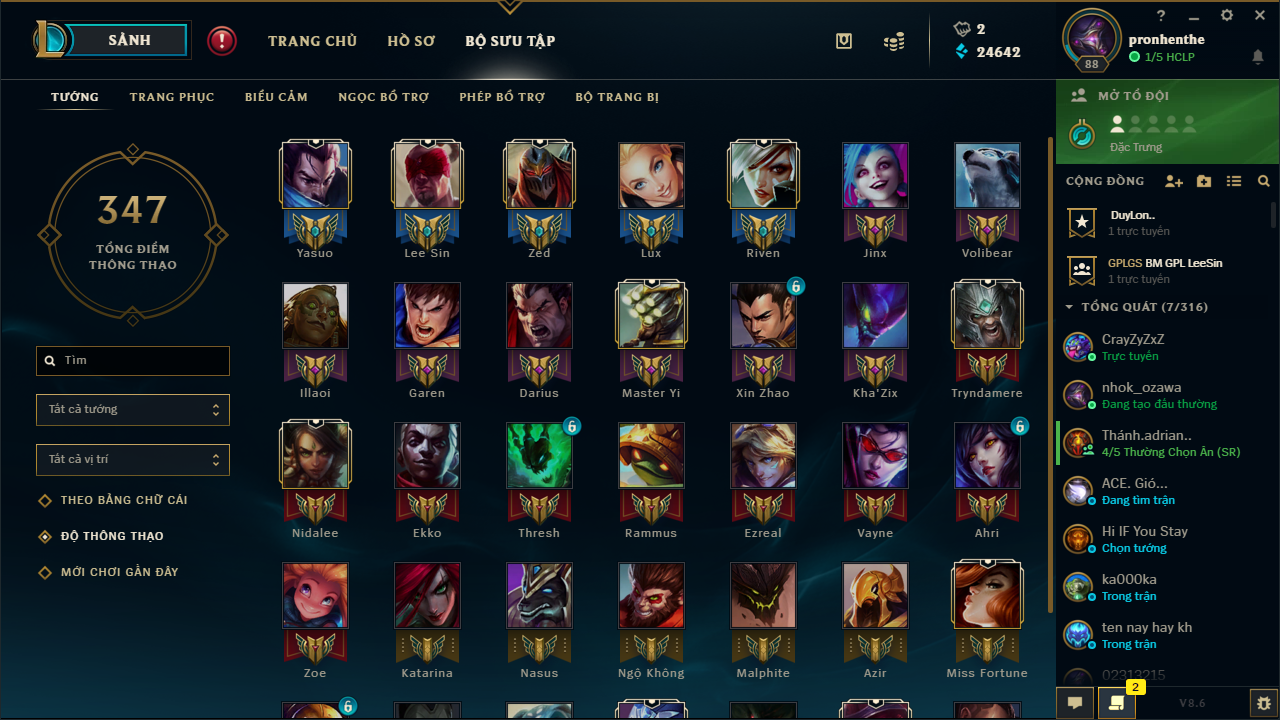 SẢNH
TRANG CHỦ
HỒ SƠ
BỘ SƯU TẬP
2
24642
88
?
pronhenthe
1/5 HCLP
TƯỚNG
TRANG PHỤC
BIỂU CẢM
NGỌC BỔ TRỢ
PHÉP BỔ TRỢ
BỘ TRANG BỊ
347
TỔNG ĐIỂM
THÔNG THẠO
Tìm
Tất cả tướng
Tất cả vị trí
THEO BẢNG CHỮ CÁI
ĐỘ THÔNG THẠO
MỚI CHƠI GẦN ĐÂY
Yasuo
Lee Sin
Zed
Lux
Riven
Jinx
Volibear
6
Illaoi
Garen
Darius
Master Yi
Xin Zhao
Kha'Zix
Tryndamere
6
6
Nidalee
Ekko
Thresh
Rammus
Ezreal
Vayne
Ahri
Zoe
Katarina
Nasus
Ngộ Không
Malphite
Azir
Miss Fortune
6
MỞ TỔ ĐỘI
Đặc Trưng
CỘNG ĐỒNG
DuyLon..
1 trực tuyến
GPLGS BM GPL LeeSin
1 trực tuyến
TỔNG QUÁT (7/316)
CrayZyZxZ
Trực tuyến
nhok_ozawa
Đang tạo đấu thường
Thánh.adrian..
4/5 Thường Chọn Ẩn (SR)
ACE. Gió...
Đang tìm trận
Hi IF You Stay
Chọn tướng
ka000ka
Trong trận
ten nay hay kh
Trong trận
02313215
2
V8.6